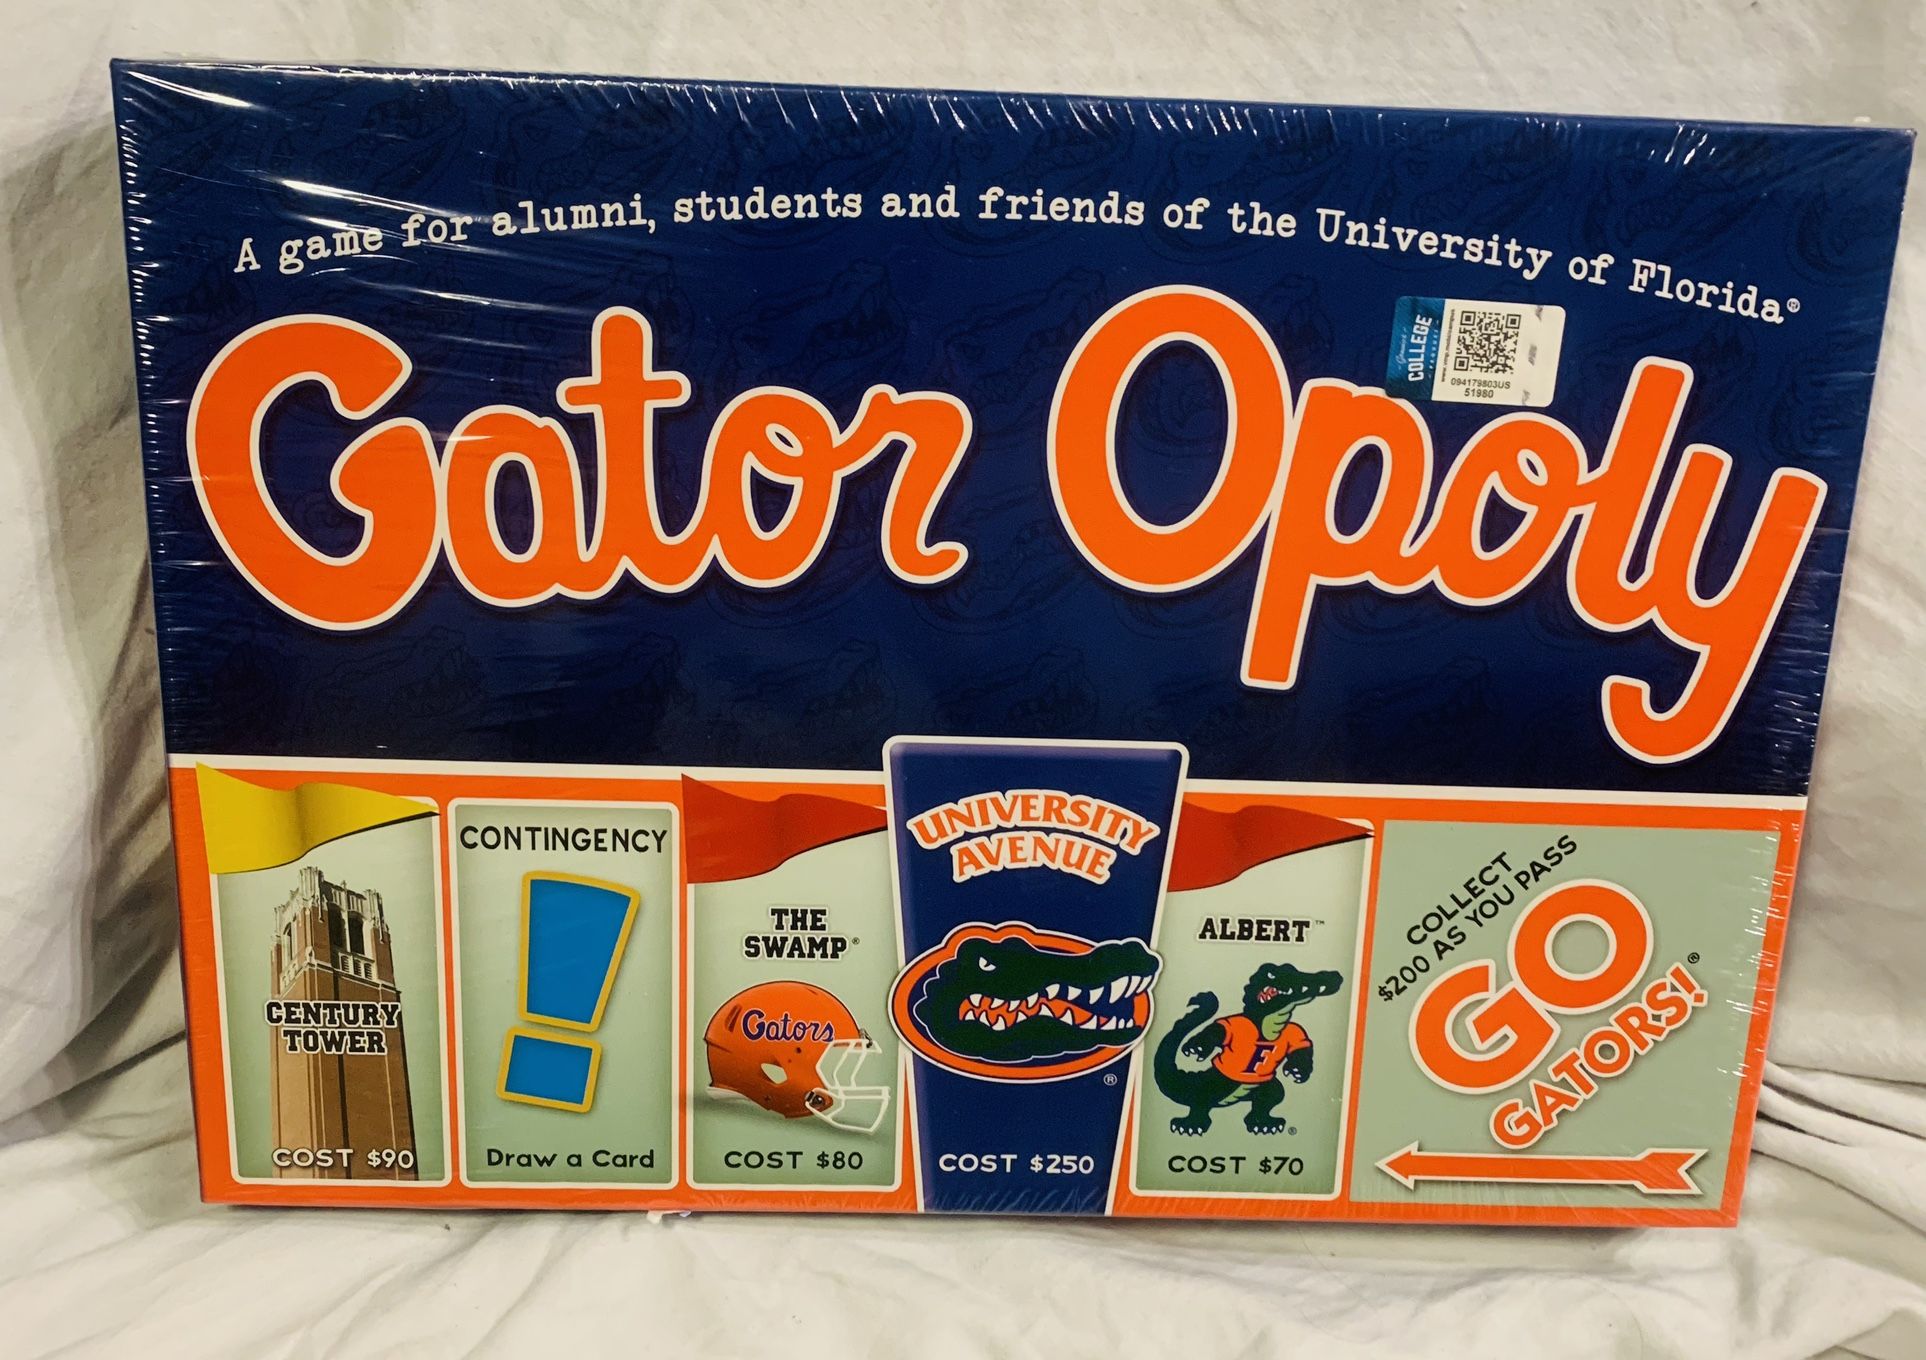 A game for alumni, students and friends of the University of Florida®
Gator Opoly
COLLEGE
094179803US
51980
CENTURY
TOWER
COST $90
CONTINGENCY
!
Draw a Card
THE
SWAMP®
Gators
COST $80
UNIVERSITY
AVENUE
®
COST $250
ALBERT™
F
®
COST $70
COLLECT
$200 AS YOU PASS
GO
GATORS!®